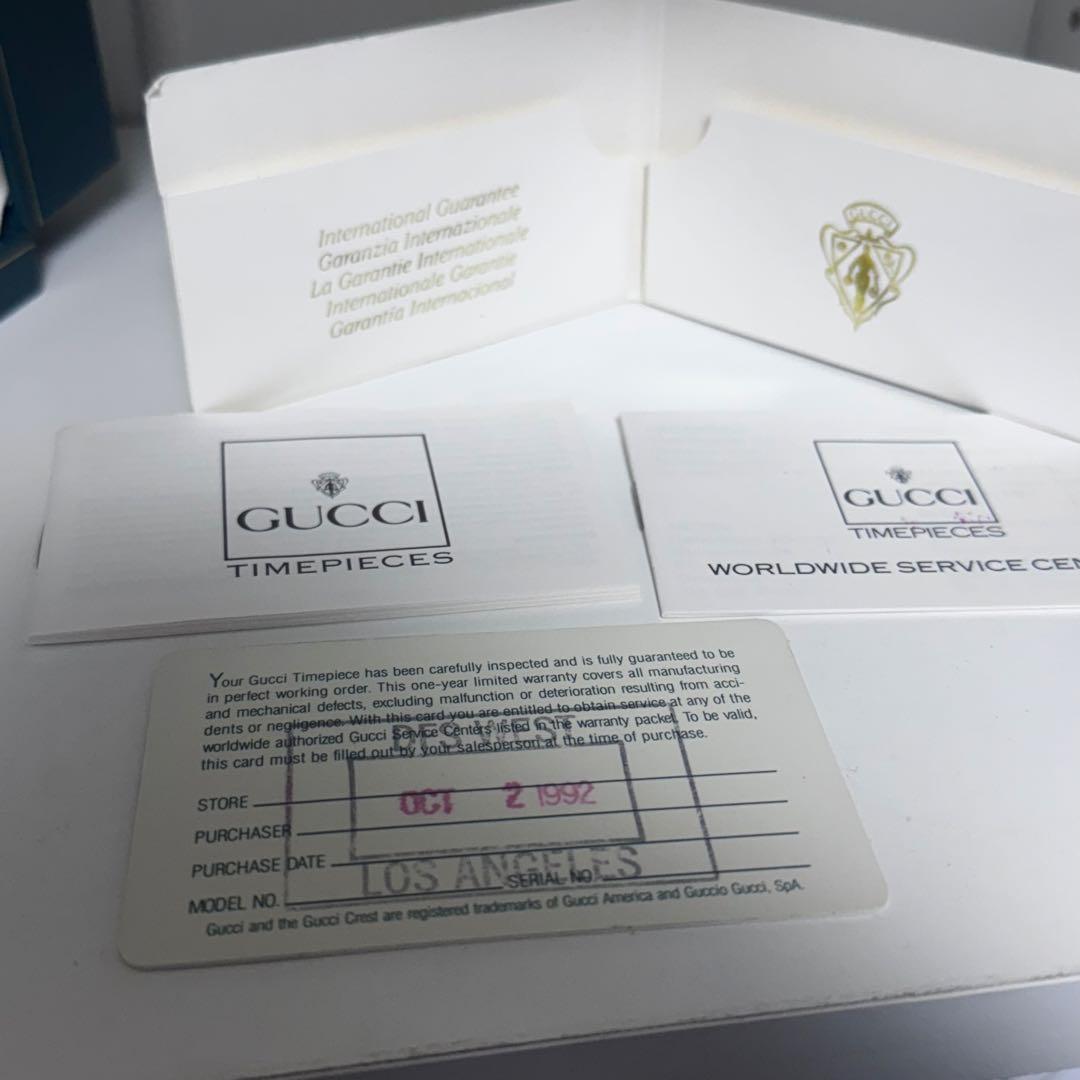 International Guarantee
Garanzia Internazionale
La Garantie Internationale
Internationale Garantie
Garantía Internacional
GUCCI
GUCCI
TIMEPIECES
GUCCI
TIMEPIECES
WORLDWIDE SERVICE CEN
Your Gucci Timepiece has been carefully inspected and is fully guaranteed to be
in perfect working order. This one-year limited warranty covers all manufacturing
and mechanical defects, excluding malfunction or deterioration resulting from acci-
dents or negligence. With this card you are entitled to obtain service at any of the
worldwide authorized Gucci Service Centers listed in the warranty packet. To be valid,
this card must be filled out by your salesperson at the time of purchase.
DFS WEST
STORE
OCT 2 1992
PURCHASER
PURCHASE DATE
LOS ANGELES
MODEL NO. SERIAL NO.
Gucci and the Gucci Crest are registered trademarks of Gucci America and Guccio Gucci, SpA.